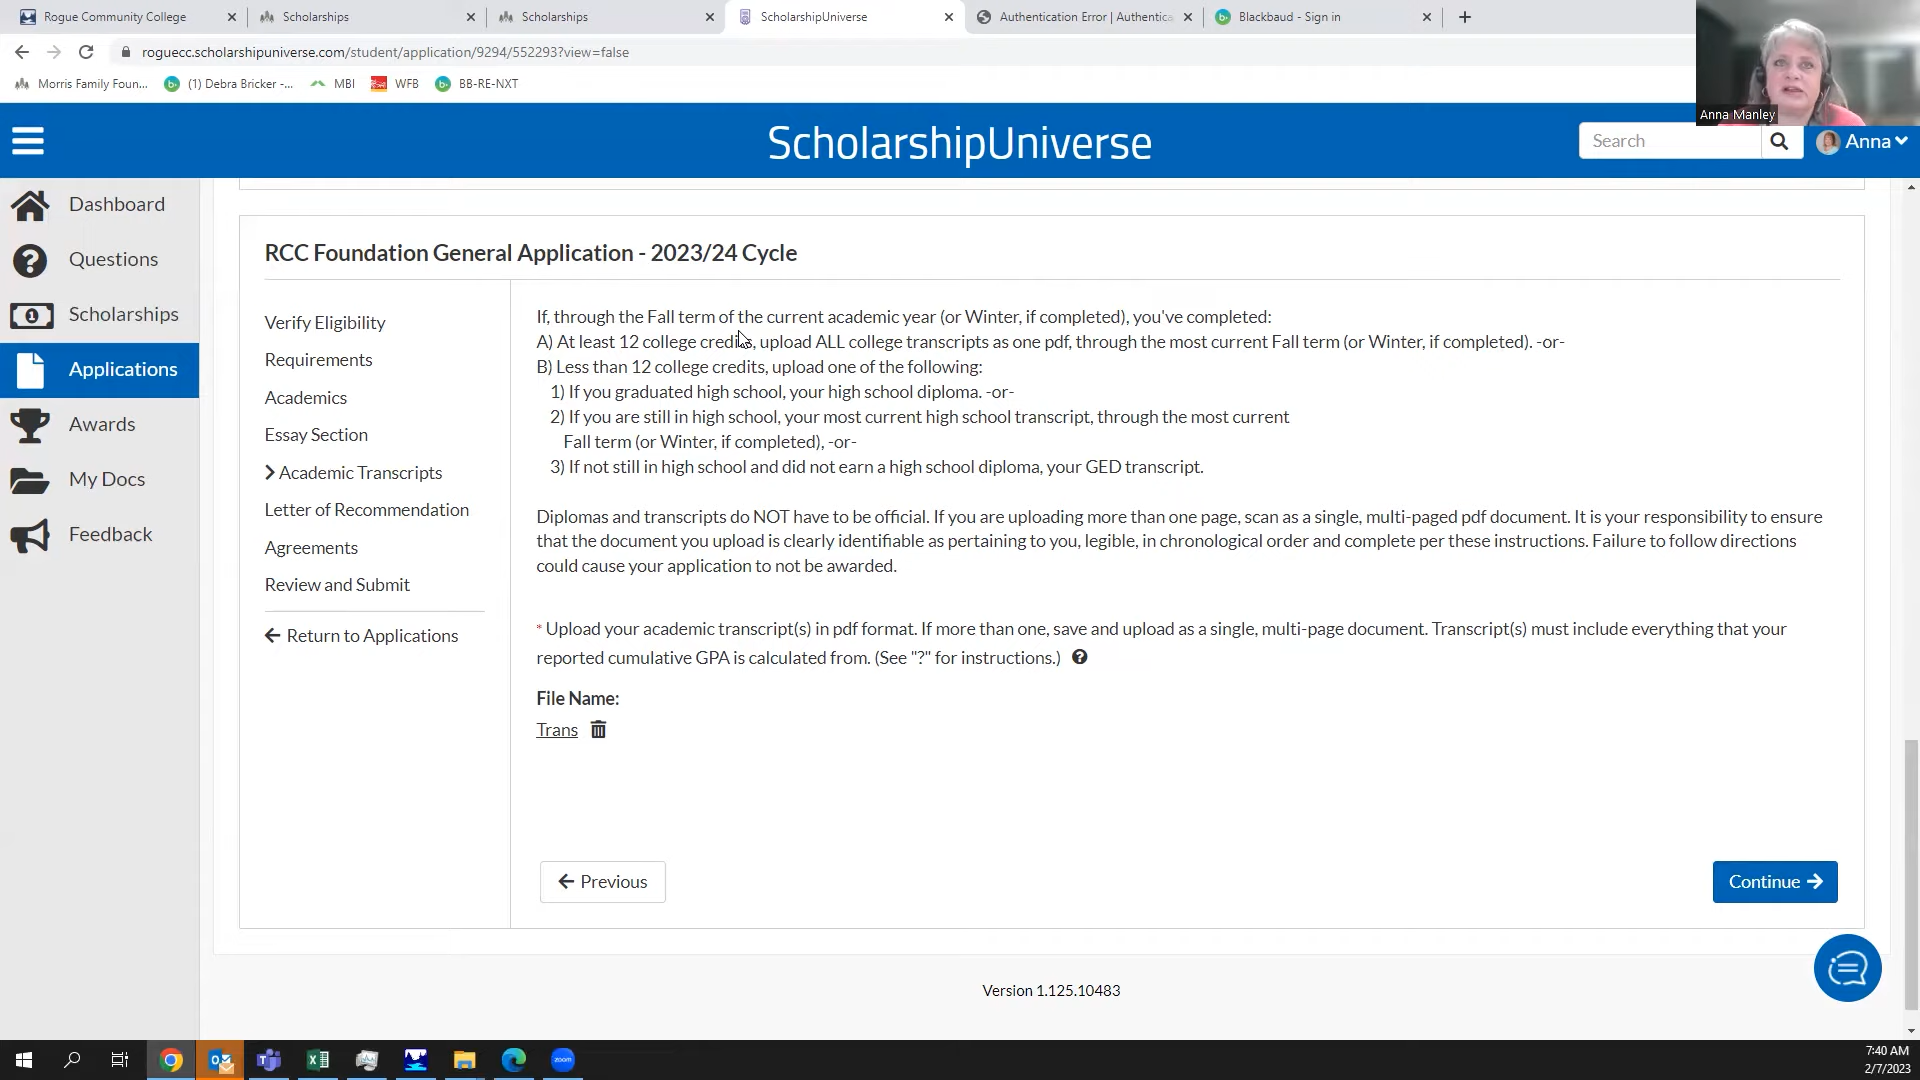 Rogue Community College
Scholarships
Scholarships
ScholarshipUniverse
Authentication Error | Authentica
Blackbaud - Sign in
roguecc.scholarshipuniverse.com/student/application/9294/552293?view=false
Morris Family Foun...
(1) Debra Bricker -...
MBI
WFB
BB-RE-NXT
Anna Manley
ScholarshipUniverse
Search
Anna
Dashboard
Questions
Scholarships
Applications
Awards
My Docs
Feedback
RCC Foundation General Application - 2023/24 Cycle
Verify Eligibility
Requirements
Academics
Essay Section
Academic Transcripts
Letter of Recommendation
Agreements
Review and Submit
Return to Applications
If, through the Fall term of the current academic year (or Winter, if completed), you've completed:
A) At least 12 college credits, upload ALL college transcripts as one pdf, through the most current Fall term (or Winter, if completed). -or-
B) Less than 12 college credits, upload one of the following:
1) If you graduated high school, your high school diploma. -or-
2) If you are still in high school, your most current high school transcript, through the most current
Fall term (or Winter, if completed), -or-
3) If not still in high school and did not earn a high school diploma, your GED transcript.
Diplomas and transcripts do NOT have to be official. If you are uploading more than one page, scan as a single, multi-paged pdf document. It is your responsibility to ensure
that the document you upload is clearly identifiable as pertaining to you, legible, in chronological order and complete per these instructions. Failure to follow directions
could cause your application to not be awarded.
* Upload your academic transcript(s) in pdf format. If more than one, save and upload as a single, multi-page document. Transcript(s) must include everything that your
reported cumulative GPA is calculated from. (See "?" for instructions.)
File Name:
Trans
Previous
Continue
Version 1.125.10483
zoom
7:40 AM
2/7/2023